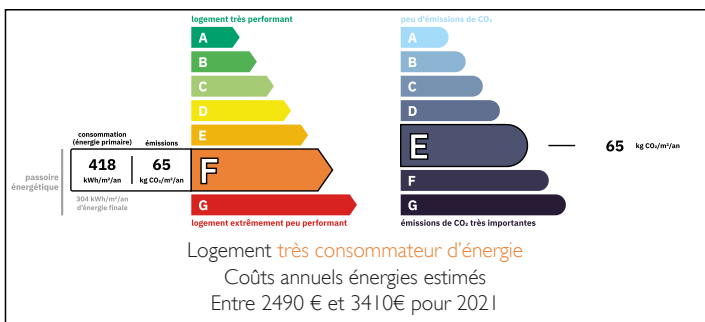 logement très performant
A
B
C
D
E
consommation
(énergie primaire)
émissions
418
kWh/m²/an
65
kg CO₂/m²/an
F
passoire
énergétique
304 kWh/m²/an
d'énergie finale
G
logement extrêmement peu performant
peu d'émissions de CO₂
A
B
C
D
E
65 kg CO₂/m²/an
F
G
émissions de CO₂ très importantes
Logement très consommateur d'énergie
Coûts annuels énergies estimés
Entre 2490 € et 3410€ pour 2021